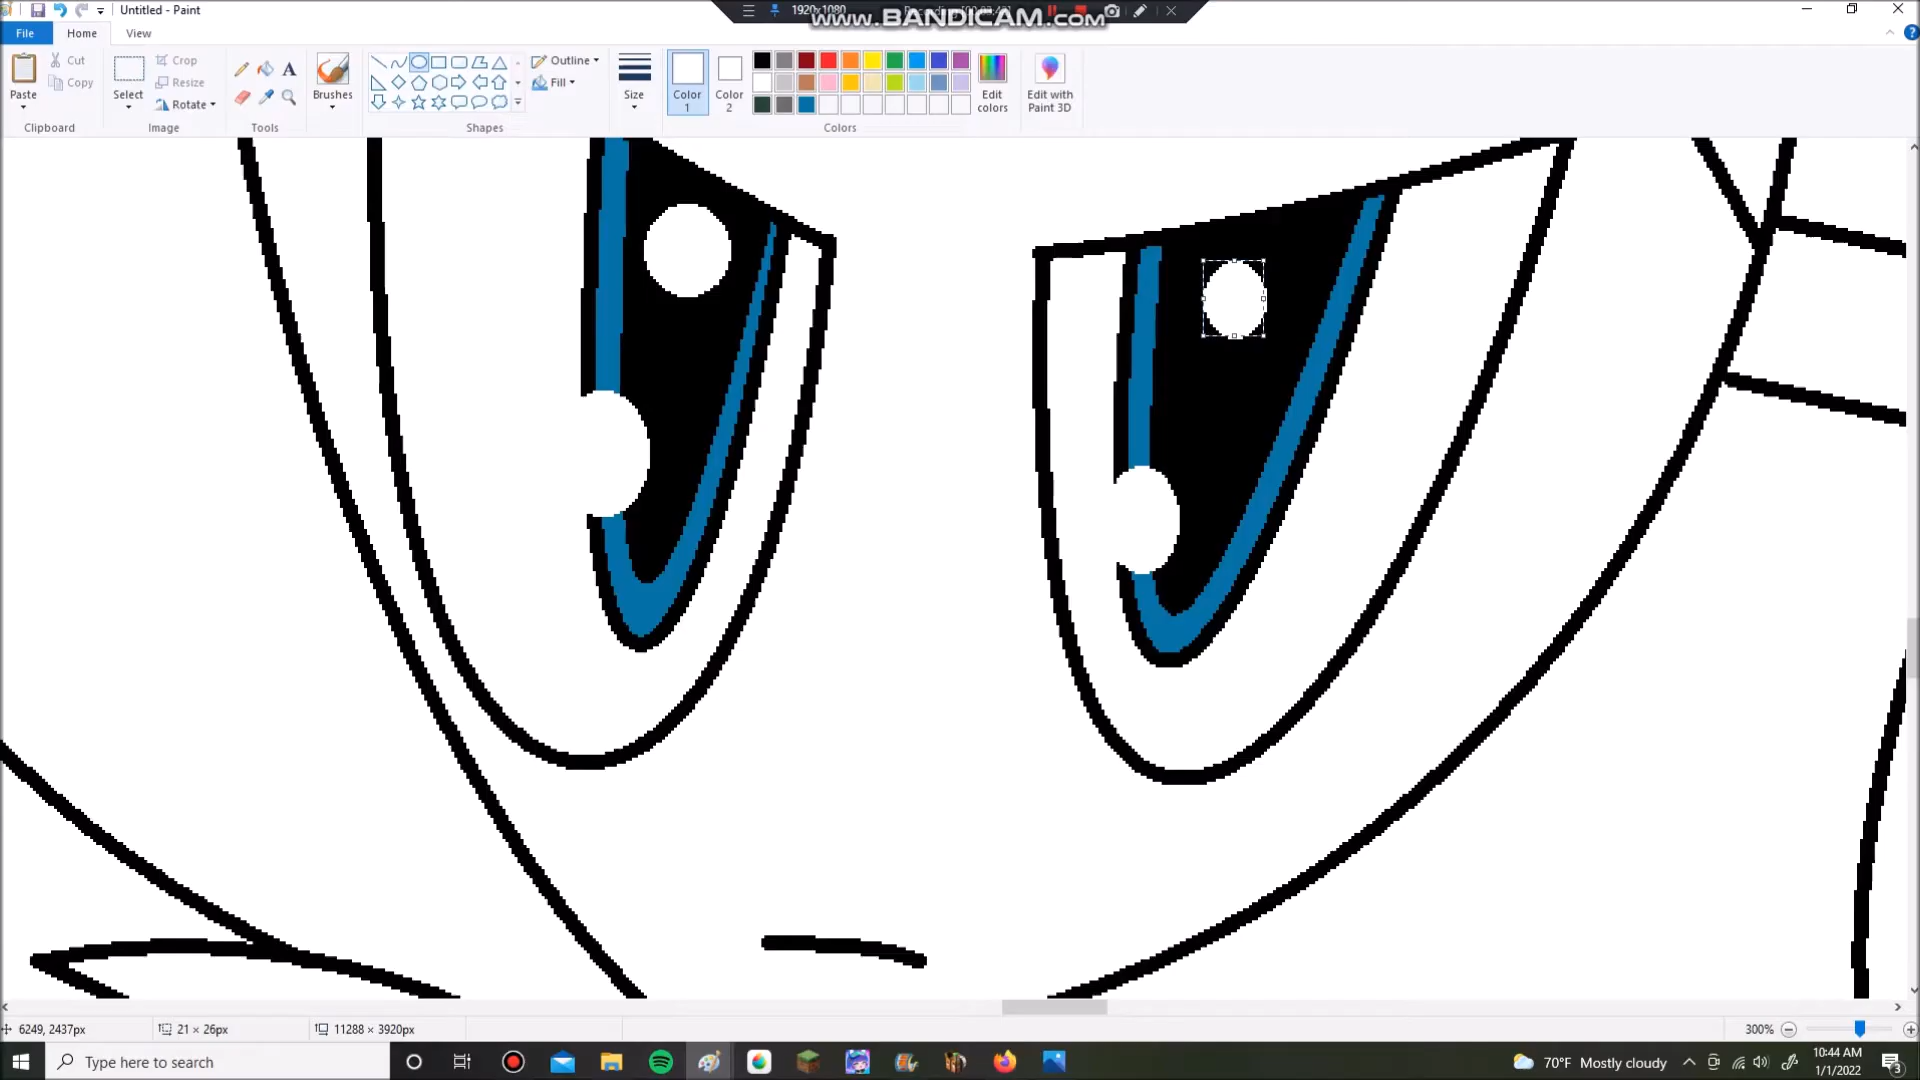 Untitled - Paint
1920x1080
www.BANDICAM.com
File
Home
View
Paste
Cut
Copy
Clipboard
Select
Crop
Resize
Rotate
Image
A
Tools
Brushes
Outline
Fill
Shapes
Size
Color 1
Color 2
Edit colors
Colors
Edit with Paint 3D
6249, 2437px
21 × 26px
11288 × 3920px
300%
Type here to search
70°F Mostly cloudy
10:44 AM
1/1/2022
3